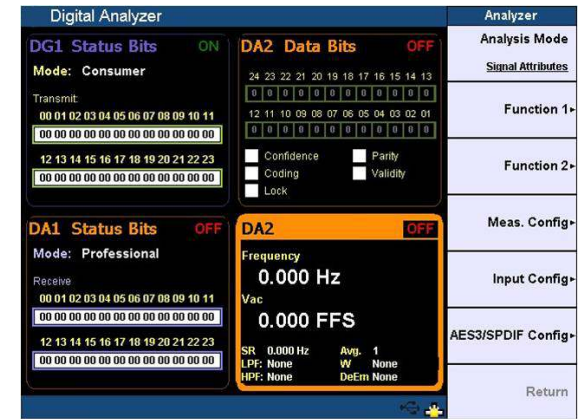 Digital Analyzer
DG1 Status Bits ON
Mode: Consumer
Transmit:
00 01 02 03 04 05 06 07 08 09 10 11
00 00 00 00 00 00 00 00 00 00 00 00
12 13 14 15 16 17 18 19 20 21 22 23
00 00 00 00 00 00 00 00 00 00 00 00
DA2 Data Bits OFF
24 23 22 21 20 19 18 17 16 15 14 13
0 0 0 0 0 0 0 0 0 0 0 0
12 11 10 09 08 07 06 05 04 03 02 01
0 0 0 0 0 0 0 0 0 0 0 0
Confidence Parity
Coding Validity
Lock
DA1 Status Bits OFF
Mode: Professional
Receive
00 01 02 03 04 05 06 07 08 09 10 11
00 00 00 00 00 00 00 00 00 00 00 00
12 13 14 15 16 17 18 19 20 21 22 23
00 00 00 00 00 00 00 00 00 00 00 00
DA2 OFF
Frequency
0.000 Hz
Vac
0.000 FFS
SR 0.000 Hz Avg. 1
LPF: None W None
HPF: None DeEm None
Analyzer
Analysis Mode
Signal Attributes
Function 1
Function 2
Meas. Config
Input Config
AES3/SPDIF Config
Return